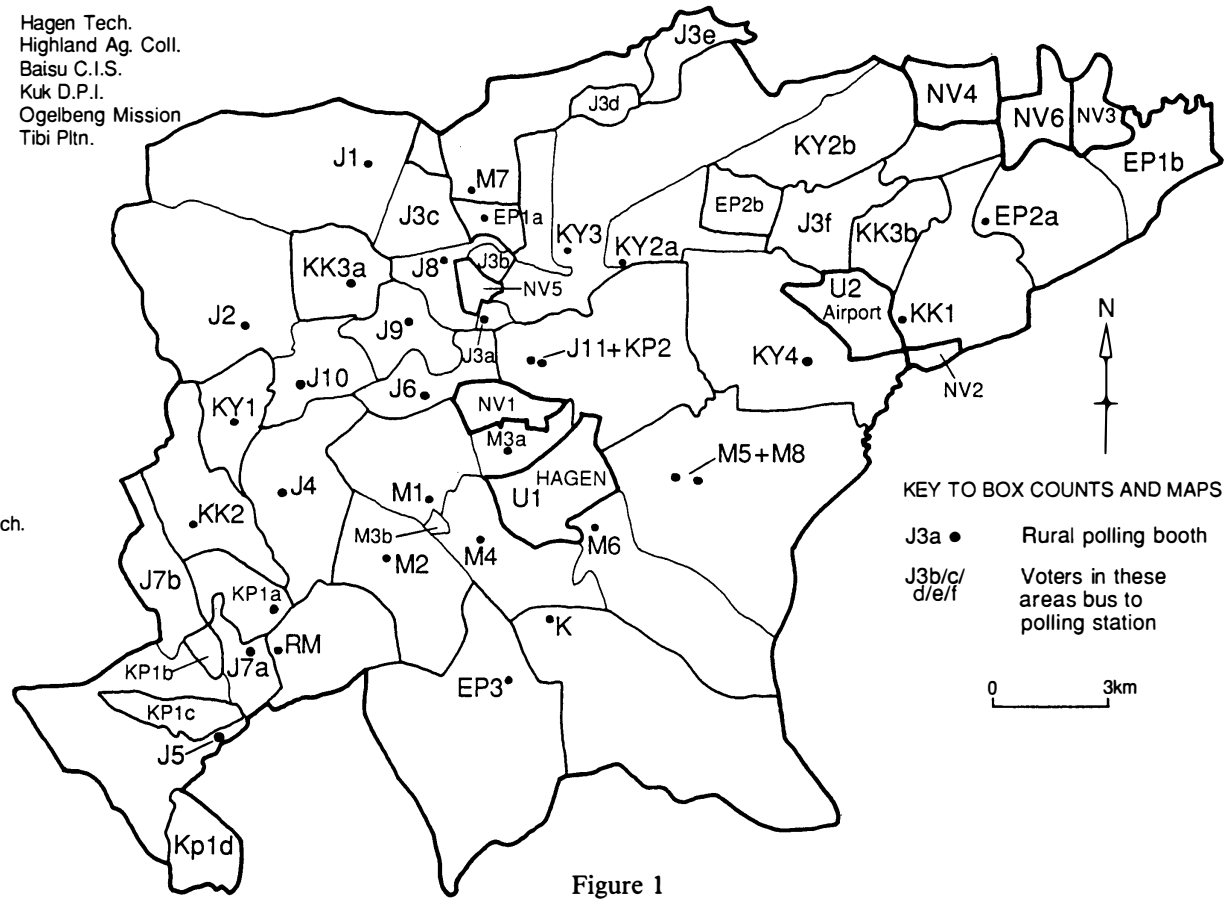 Hagen Tech.
Highland Ag. Coll.
Baisu C.I.S.
Kuk D.P.I.
Ogelbeng Mission
Tibi Pltn.
ch.
J3e
J3d
NV4
NV6
NV3
KY2b
EP1b
J1
M7
J3c
EP1a
EP2b
J3f
KK3b
EP2a
KY3
KY2a
J8
J3b
KK3a
NV5
U2
Airport
KK1
J2
J9
J3a
J11+KP2
KY4
NV2
N
J10
J6
KY1
NV1
M3a
HAGEN
U1
M5+M8
J4
M1
KK2
M3b
M2
M4
M6
J7b
KP1a
K
RM
KP1b
J7a
EP3
KP1c
J5
Kp1d
KEY TO BOX COUNTS AND MAPS
J3a Rural polling booth
J3b/c/ Voters in these
d/e/f areas bus to
polling station
0 3km
Figure 1